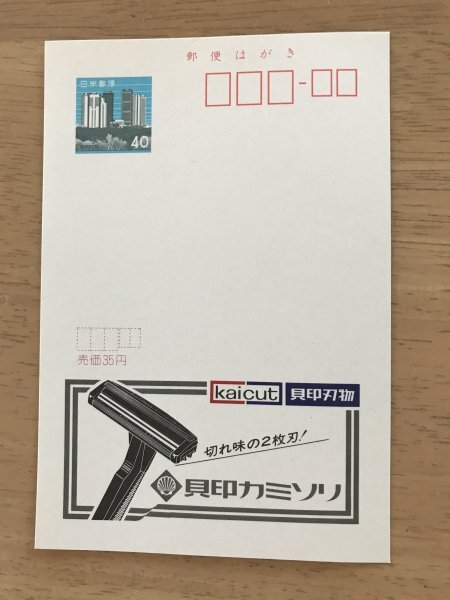 郵便はがき
日本郵便
40
売価35円
kaicut 貝印刃物
切れ味の2枚刃!
貝印カミソリ